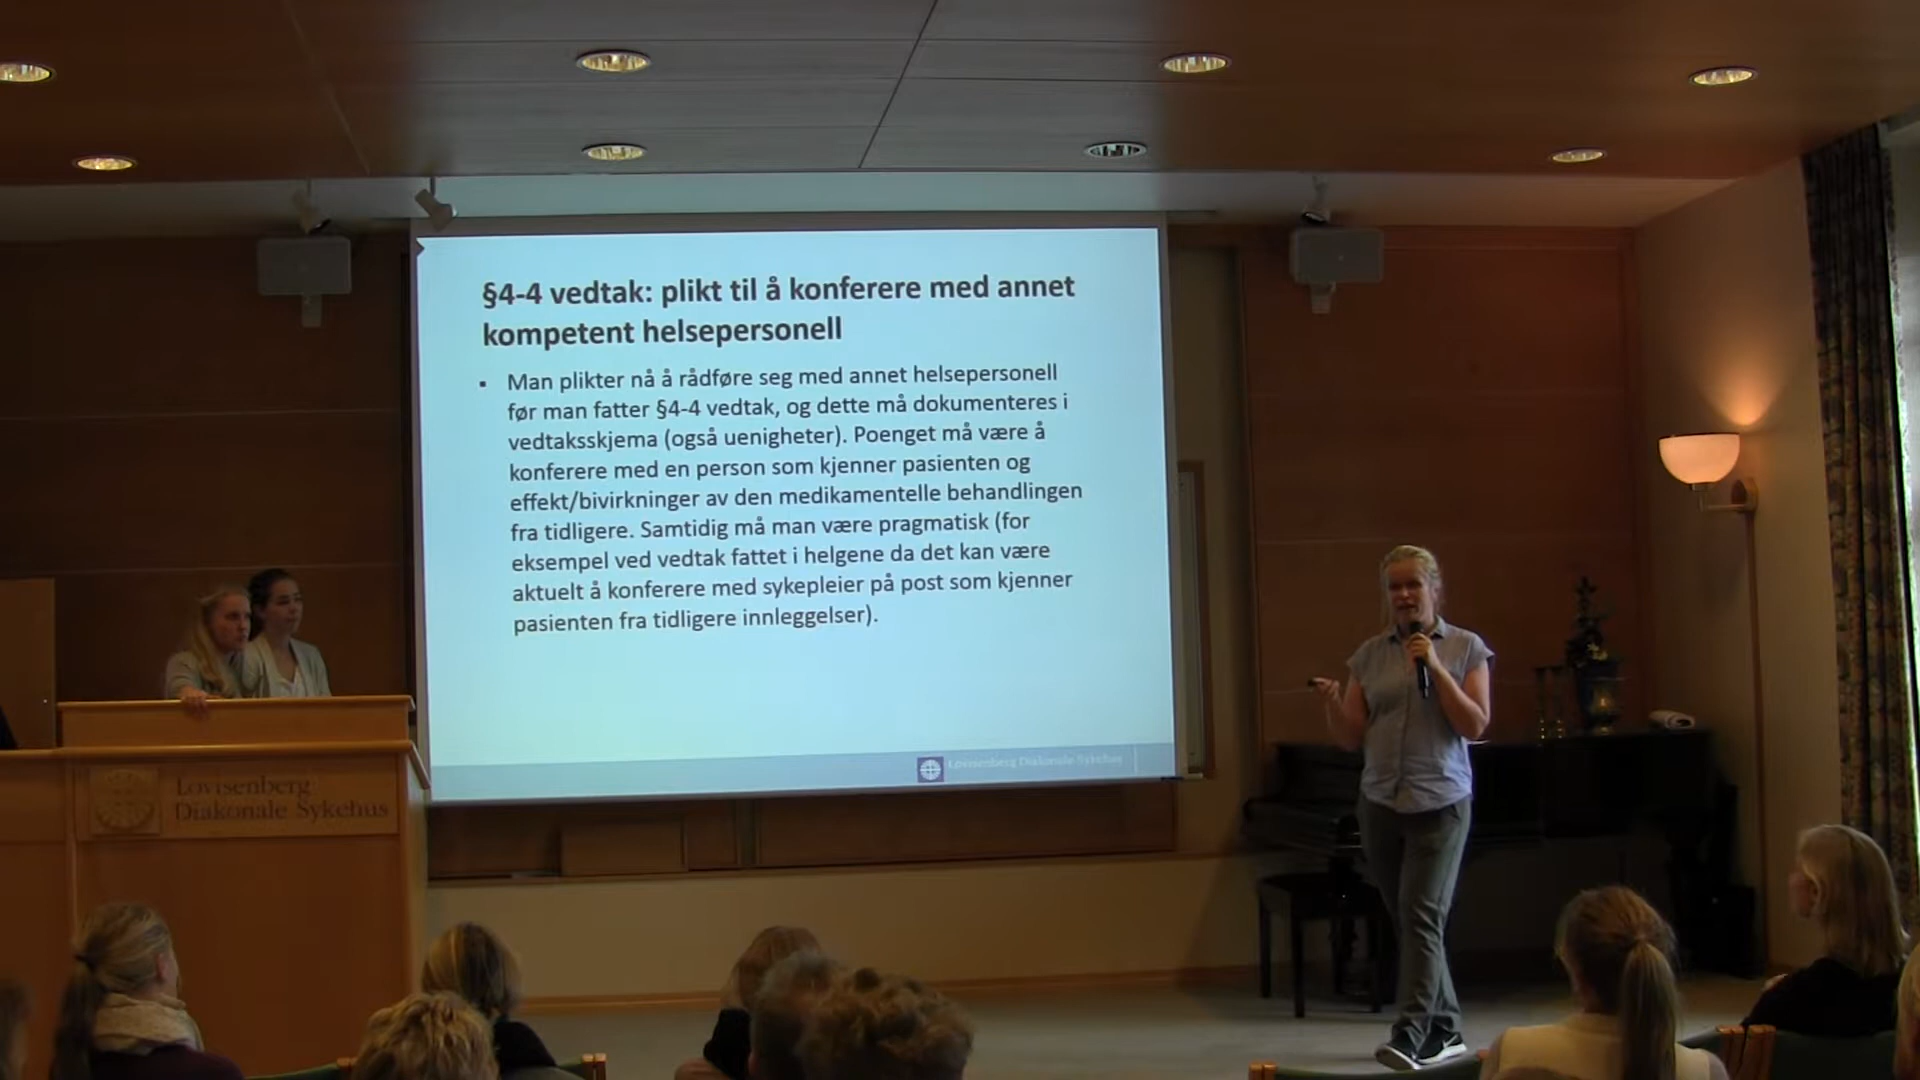 §4-4 vedtak: plikt til å konferere med annet
kompetent helsepersonell
▪ Man plikter nå å rådføre seg med annet helsepersonell
før man fatter §4-4 vedtak, og dette må dokumenteres i
vedtaksskjema (også uenigheter). Poenget må være å
konferere med en person som kjenner pasienten og
effekt/bivirkninger av den medikamentelle behandlingen
fra tidligere. Samtidig må man være pragmatisk (for
eksempel ved vedtak fattet i helgene da det kan være
aktuelt å konferere med sykepleier på post som kjenner
pasienten fra tidligere innleggelser).
Lovisenberg Diakonale Sykehus
Lovisenberg
Diakonale Sykehus